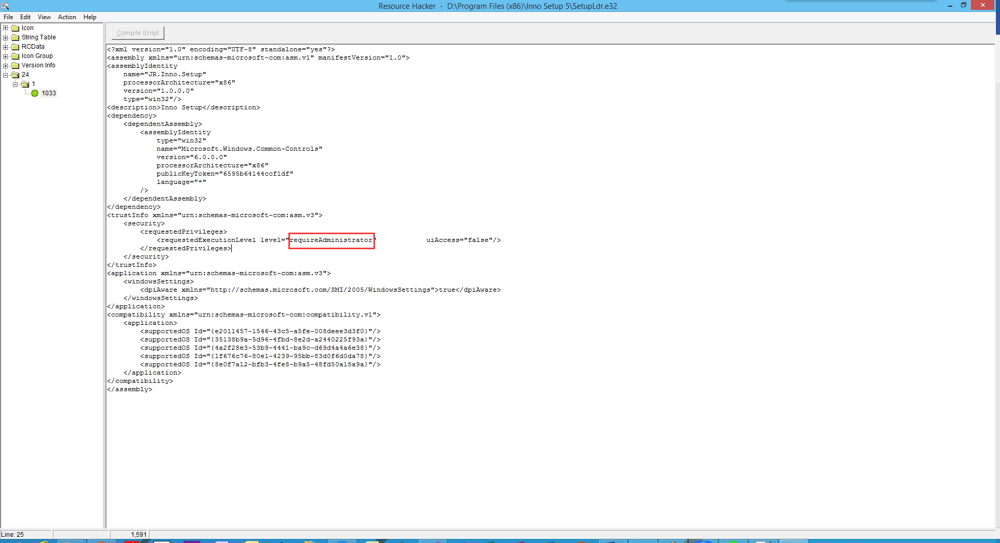 Resource Hacker - D:\Program Files (x86)\Inno Setup 5\SetupLdr.e32
File Edit View Action Help
Icon
String Table
RCData
Icon Group
Version Info
24
1
1033
Compile Script
<?xml version="1.0" encoding="UTF-8" standalone="yes"?>
<assembly xmlns="urn:schemas-microsoft-com:asm.v1" manifestVersion="1.0">
<assemblyIdentity
    name="JR.Inno.Setup"
    processorArchitecture="x86"
    version="1.0.0.0"
    type="win32"/>
<description>Inno Setup</description>
<dependency>
    <dependentAssembly>
        <assemblyIdentity
            type="win32"
            name="Microsoft.Windows.Common-Controls"
            version="6.0.0.0"
            processorArchitecture="x86"
            publicKeyToken="6595b64144ccf1df"
            language="*"
        />
    </dependentAssembly>
</dependency>
<trustInfo xmlns="urn:schemas-microsoft-com:asm.v3">
    <security>
        <requestedPrivileges>
            <requestedExecutionLevel level="requireAdministrator"            uiAccess="false"/>
        </requestedPrivileges>
    </security>
</trustInfo>
<application xmlns="urn:schemas-microsoft-com:asm.v3">
    <windowsSettings>
        <dpiAware xmlns="http://schemas.microsoft.com/SMI/2005/WindowsSettings">true</dpiAware>
    </windowsSettings>
</application>
<compatibility xmlns="urn:schemas-microsoft-com:compatibility.v1">
    <application>
        <supportedOS Id="{e2011457-1546-43c5-a5fe-008deee3d3f0}"/>
        <supportedOS Id="{35138b9a-5d96-4fbd-8e2d-a2440225f93a}"/>
        <supportedOS Id="{4a2f28e3-53b9-4441-ba9c-d69d4a4a6e38}"/>
        <supportedOS Id="{1f676c76-80e1-4239-95bb-83d0f6d0da78}"/>
        <supportedOS Id="{8e0f7a12-bfb3-4fe8-b9a5-48fd50a15a9a}"/>
    </application>
</compatibility>
</assembly>
Line: 25
1,591